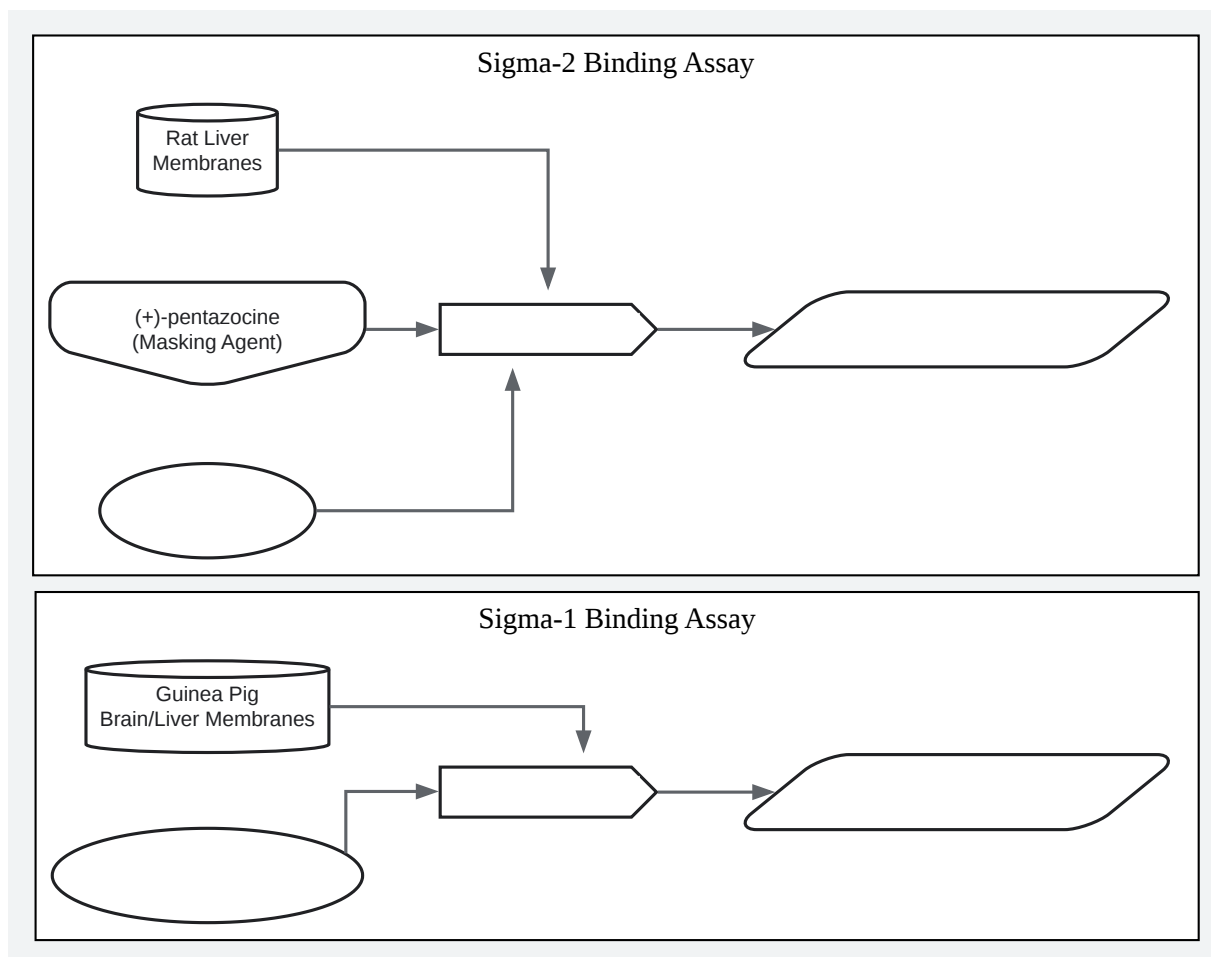 Sigma-2 Binding Assay
Rat Liver
Membranes
(+)-pentazocine
(Masking Agent)
Sigma-1 Binding Assay
Guinea Pig
Brain/Liver Membranes